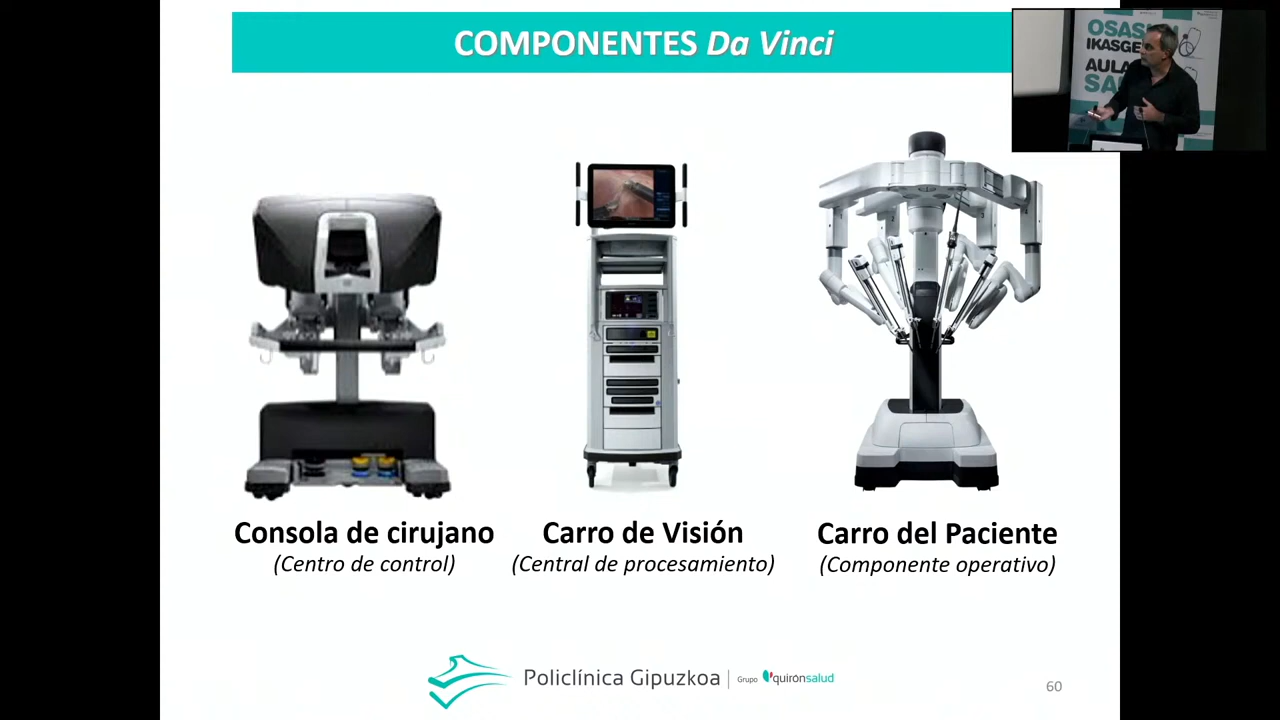 COMPONENTES Da Vinci
OSASUN
IKASGE
AULA
SA
Consola de cirujano
(Centro de control)
Carro de Visión
(Central de procesamiento)
Carro del Paciente
(Componente operativo)
Policlínica Gipuzkoa
Grupo quirónsalud
60